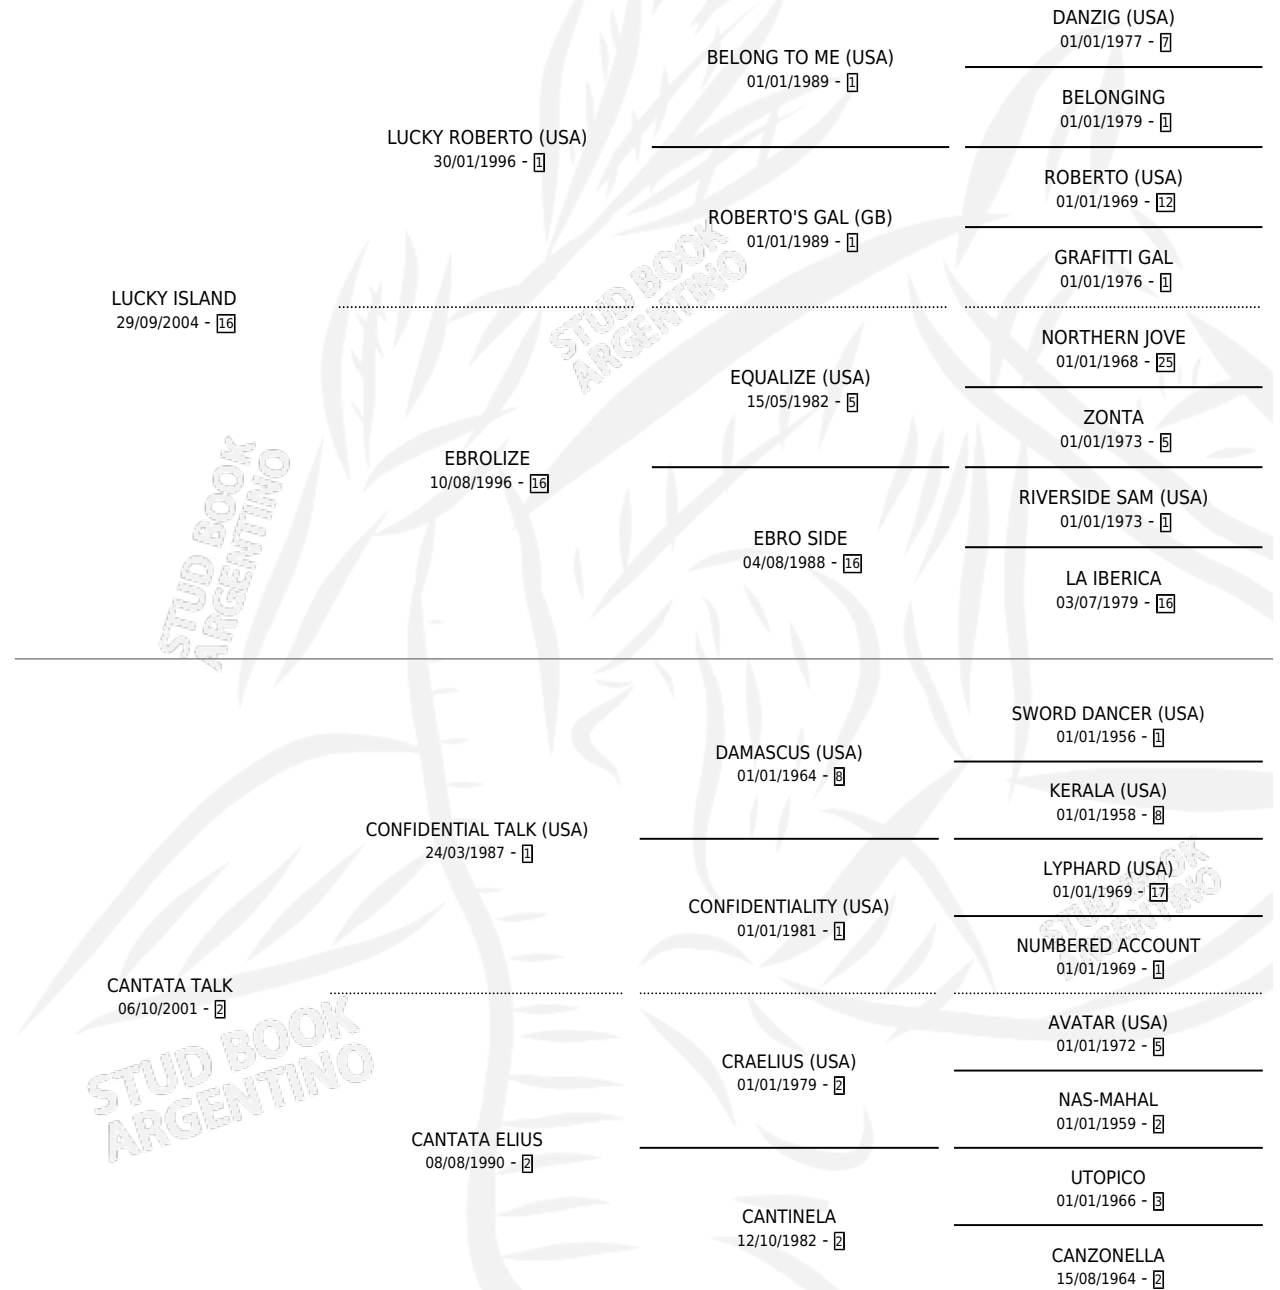 DANZIG (USA)
01/01/1977 - 7
BELONG TO ME (USA)
01/01/1989 - 1
BELONGING
01/01/1979 - 1
LUCKY ROBERTO (USA)
30/01/1996 - 1
ROBERTO (USA)
01/01/1969 - 12
ROBERTO'S GAL (GB)
01/01/1989 - 1
GRAFITTI GAL
01/01/1976 - 1
LUCKY ISLAND
29/09/2004 - 16
STUD BOOK
ARGENTINO
NORTHERN JOVE
01/01/1968 - 25
EQUALIZE (USA)
15/05/1982 - 5
ZONTA
01/01/1973 - 5
EBROLIZE
10/08/1996 - 16
RIVERSIDE SAM (USA)
01/01/1973 - 1
EBRO SIDE
04/08/1988 - 16
LA IBERICA
03/07/1979 - 16
STUD BOOK
ARGENTINO
SWORD DANCER (USA)
01/01/1956 - 1
DAMASCUS (USA)
01/01/1964 - 8
KERALA (USA)
01/01/1958 - 8
CONFIDENTIAL TALK (USA)
24/03/1987 - 1
LYPHARD (USA)
01/01/1969 - 17
CONFIDENTIALITY (USA)
01/01/1981 - 1
STUD BOOK
ARGENTINO
NUMBERED ACCOUNT
01/01/1969 - 1
CANTATA TALK
06/10/2001 - 2
STUD BOOK
ARGENTINO
AVATAR (USA)
01/01/1972 - 5
CRAELIUS (USA)
01/01/1979 - 2
NAS-MAHAL
01/01/1959 - 2
CANTATA ELIUS
08/08/1990 - 2
UTOPICO
01/01/1966 - 3
CANTINELA
12/10/1982 - 2
CANZONELLA
15/08/1964 - 2